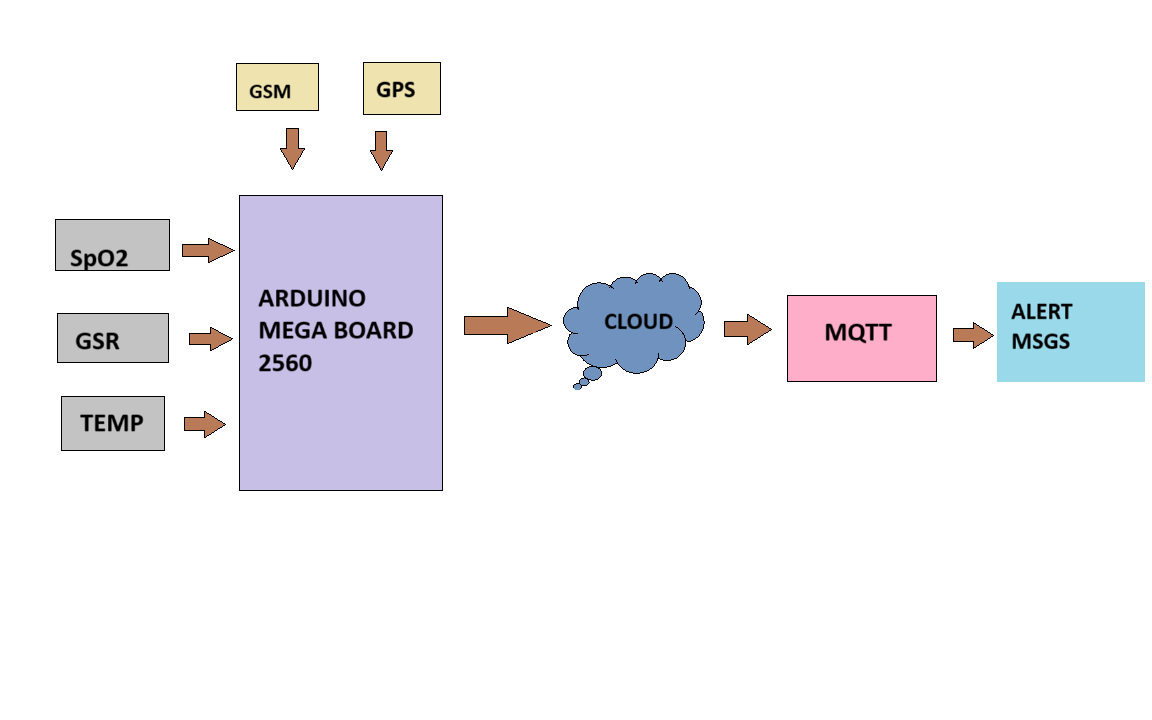 GSM
GPS
SpO2
GSR
TEMP
ARDUINO
MEGA BOARD
2560
CLOUD
MQTT
ALERT
MSGS